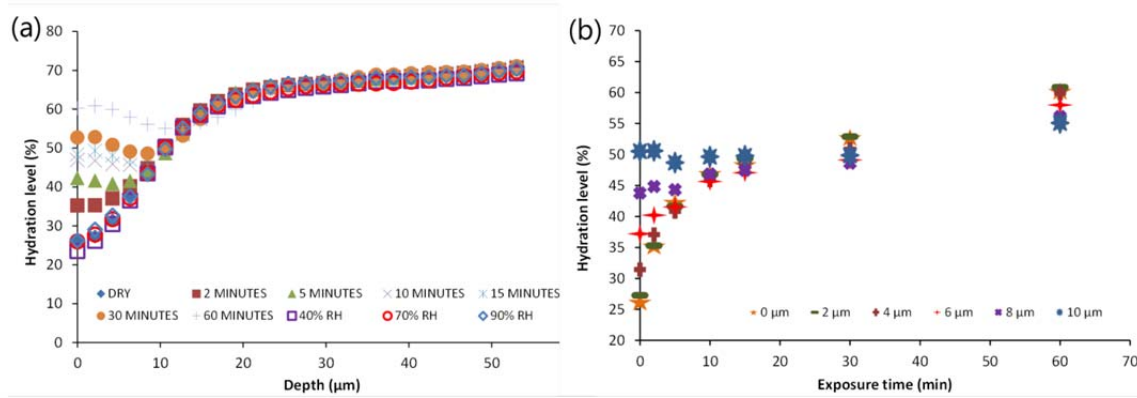 (a)
80
70
60
50
40
30
20
10
0
Hydration level (%)
DRY 2 MINUTES 5 MINUTES 10 MINUTES 15 MINUTES
30 MINUTES 60 MINUTES 40% RH 70% RH 90% RH
0 10 20 30 40 50
Depth (µm)
(b)
70
65
60
55
50
45
40
35
30
25
20
Hydration level (%)
0 µm 2 µm 4 µm 6 µm 8 µm 10 µm
0 10 20 30 40 50 60 70
Exposure time (min)